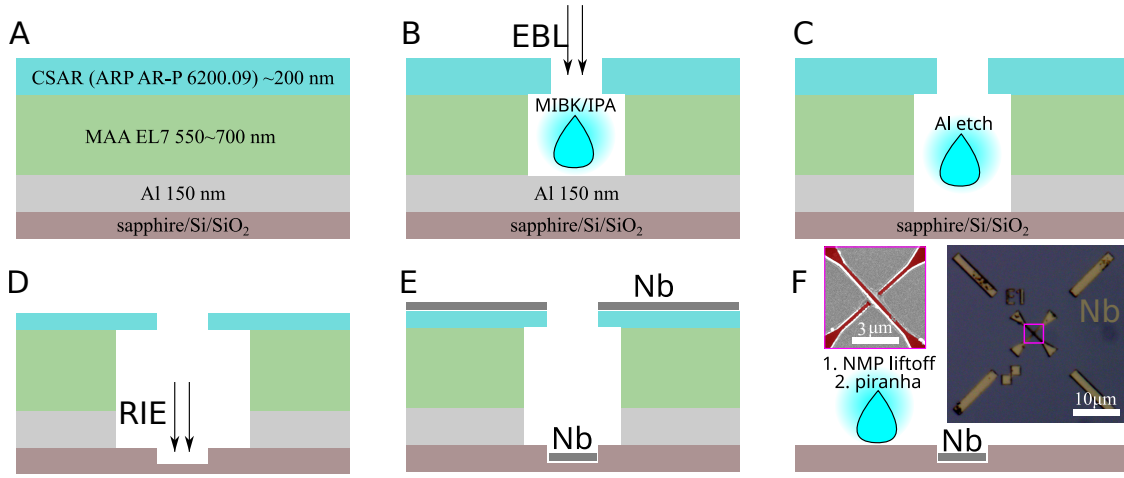 A
CSAR (ARP AR-P 6200.09) ~200 nm
MAA EL7 550~700 nm
Al 150 nm
sapphire/Si/SiO₂
B
EBL
MIBK/IPA
Al 150 nm
sapphire/Si/SiO₂
C
Al etch
sapphire/Si/SiO₂
D
RIE
E
Nb
Nb
F
3 μm
1. NMP liftoff
2. piranha
Nb
E1
Nb
10μm